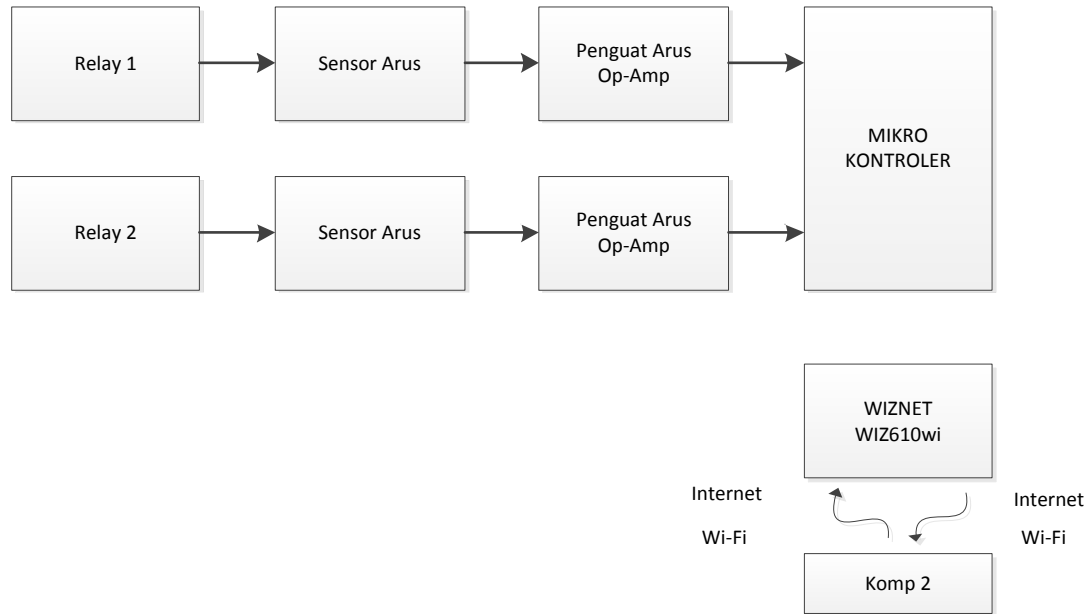 Relay 1
Sensor Arus
Penguat Arus
Op-Amp
MIKRO
KONTROLER
Relay 2
Sensor Arus
Penguat Arus
Op-Amp
WIZNET
WIZ610wi
Internet
Wi-Fi
Internet
Wi-Fi
Komp 2